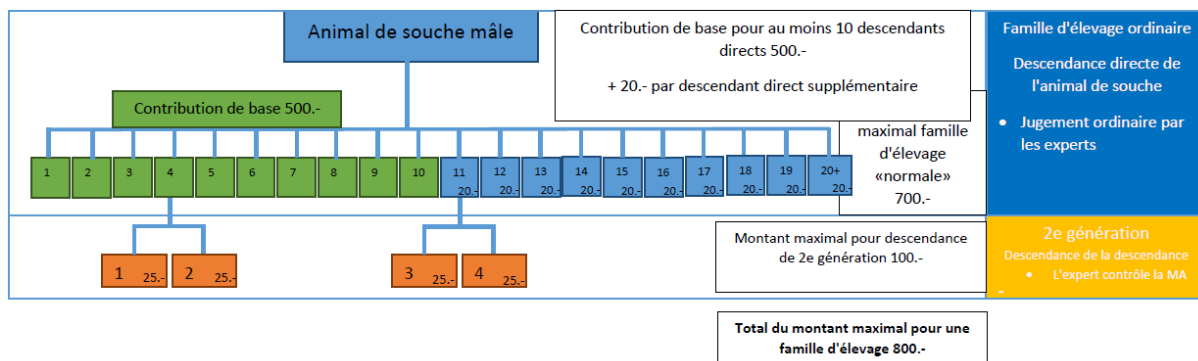 Animal de souche mâle
Contribution de base pour au moins 10 descendants
directs 500.-
+ 20.- par descendant direct supplémentaire
Famille d'élevage ordinaire
Descendance directe de
l'animal de souche
• Jugement ordinaire par
les experts
Contribution de base 500.-
maximal famille
d'élevage
«normale»
700.-
1 2 3 4 5 6 7 8 9 10 11 12 13 14 15 16 17 18 19 20+
20.- 20.- 20.- 20.- 20.- 20.- 20.- 20.- 20.- 20.-
1 25.- 2 25.- 3 25.- 4 25.-
Montant maximal pour descendance
de 2e génération 100.-
2e génération
Descendance de la descendance
• L'expert contrôle la MA
-
Total du montant maximal pour une
famille d'élevage 800.-